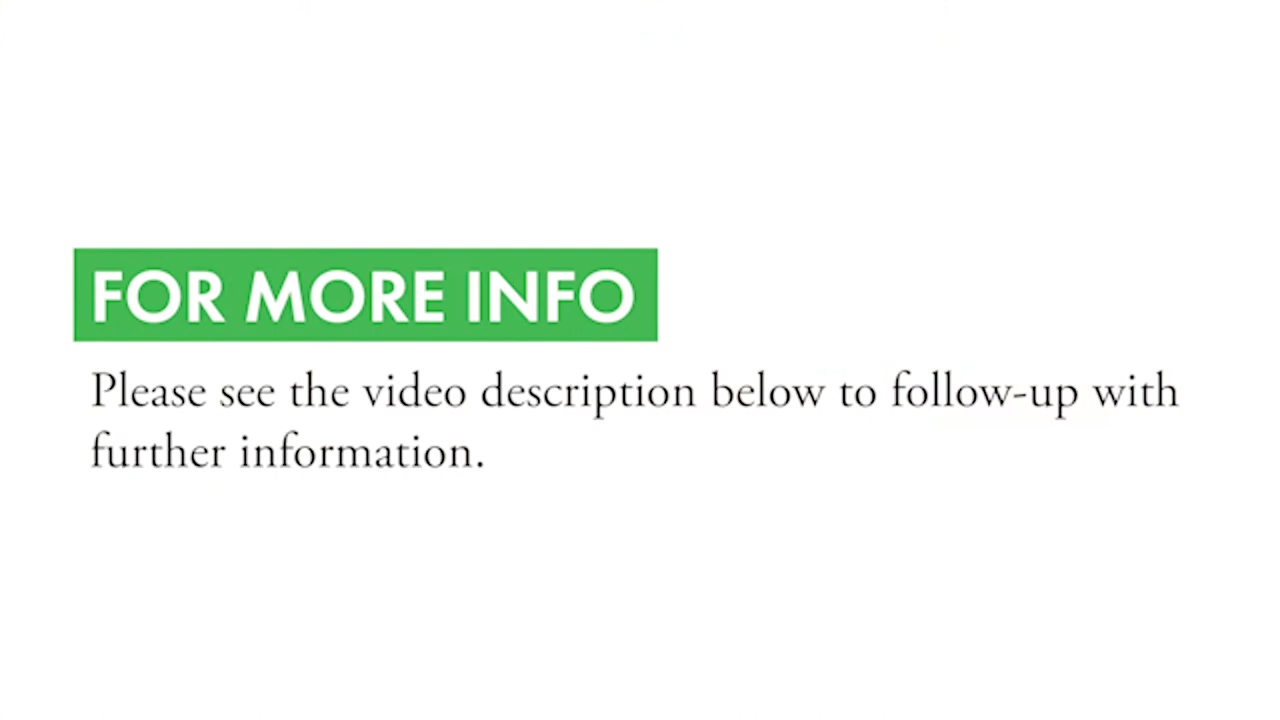 FOR MORE INFO
Please see the video description below to follow-up with
further information.